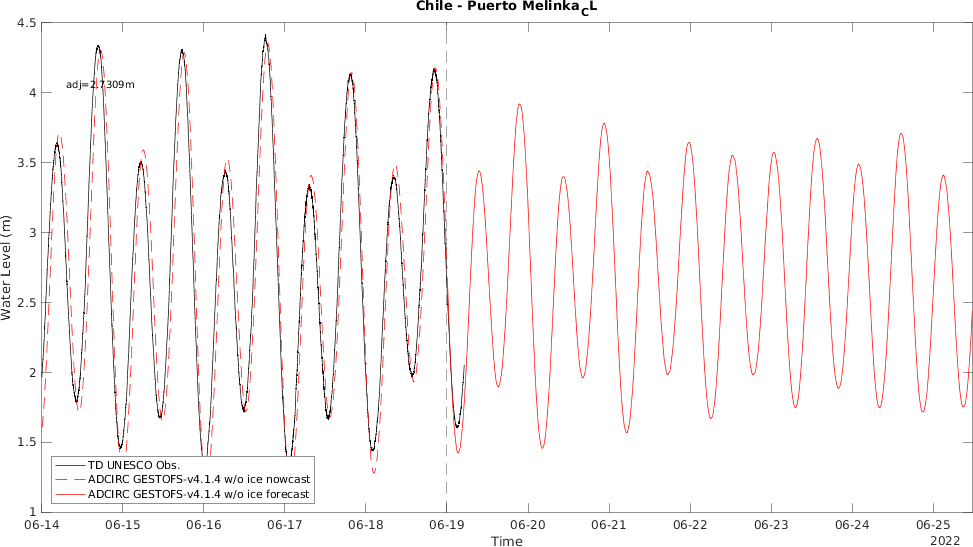 Chile - Puerto Melinka_CL
4.5
4
3.5
3
2.5
2
1.5
1
Water Level (m)
adj=2.7309m
TD UNESCO Obs.
ADCIRC GESTOFS-v4.1.4 w/o ice nowcast
ADCIRC GESTOFS-v4.1.4 w/o ice forecast
06-14 06-15 06-16 06-17 06-18 06-19 06-20 06-21 06-22 06-23 06-24 06-25
Time
2022